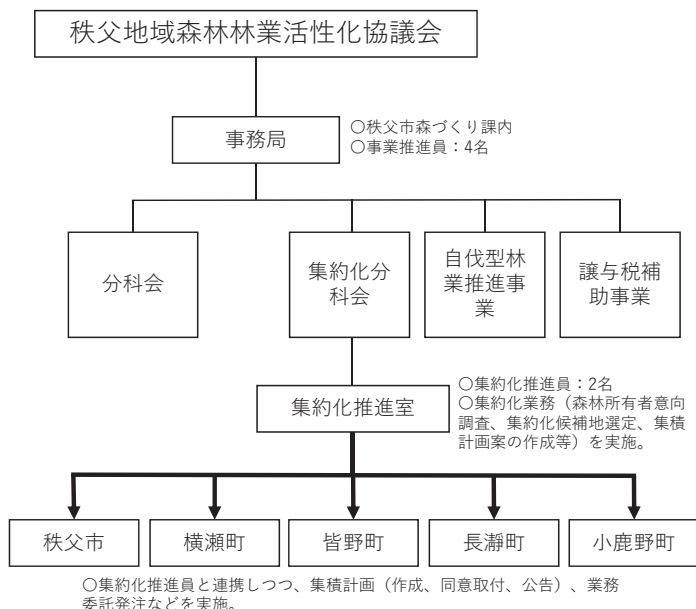 秩父地域森林林業活性化協議会
事務局
○秩父市森づくり課内
○事業推進員：4名
分科会
集約化分
科会
自伐型林
業推進事
業
譲与税補
助事業
集約化推進室
○集約化推進員：2名
○集約化業務（森林所有者意向
調査、集約化候補地選定、集積
計画案の作成等）を実施。
秩父市
横瀬町
皆野町
長瀞町
小鹿野町
○集約化推進員と連携しつつ、集積計画（作成、同意取付、公告）、業務
委託発注などを実施。